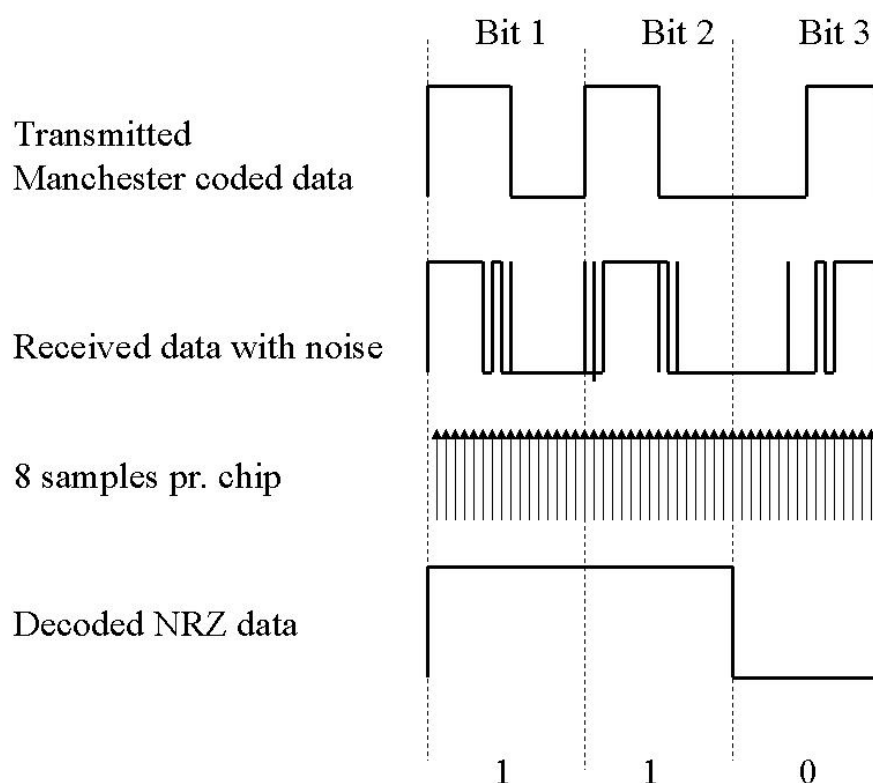 Bit 1 Bit 2 Bit 3
Transmitted
Manchester coded data
Received data with noise
8 samples pr. chip
Decoded NRZ data
1 1 0